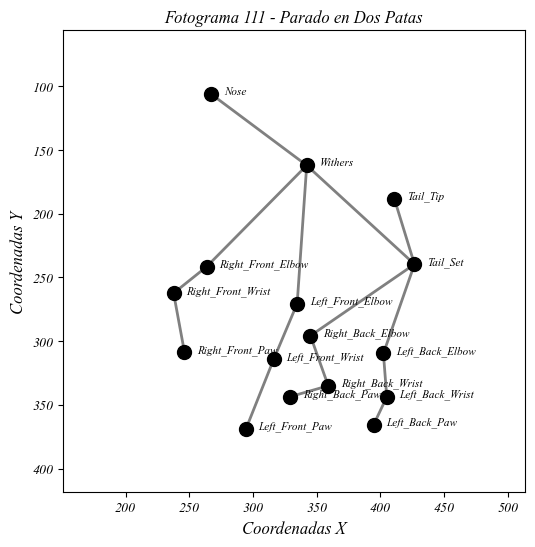 Fotograma 111 - Parado en Dos Patas
Nose
Withers
Tail_Tip
Tail_Set
Right_Front_Elbow
Right_Front_Wrist
Left_Front_Elbow
Right_Back_Elbow
Right_Front_Paw
Left_Back_Elbow
Left_Front_Wrist
Right_Back_Wrist
Right_Back_Paw
Left_Back_Wrist
Left_Back_Paw
Left_Front_Paw
100
150
200
250
300
350
400
Coordenadas Y
200 250 300 350 400 450 500
Coordenadas X